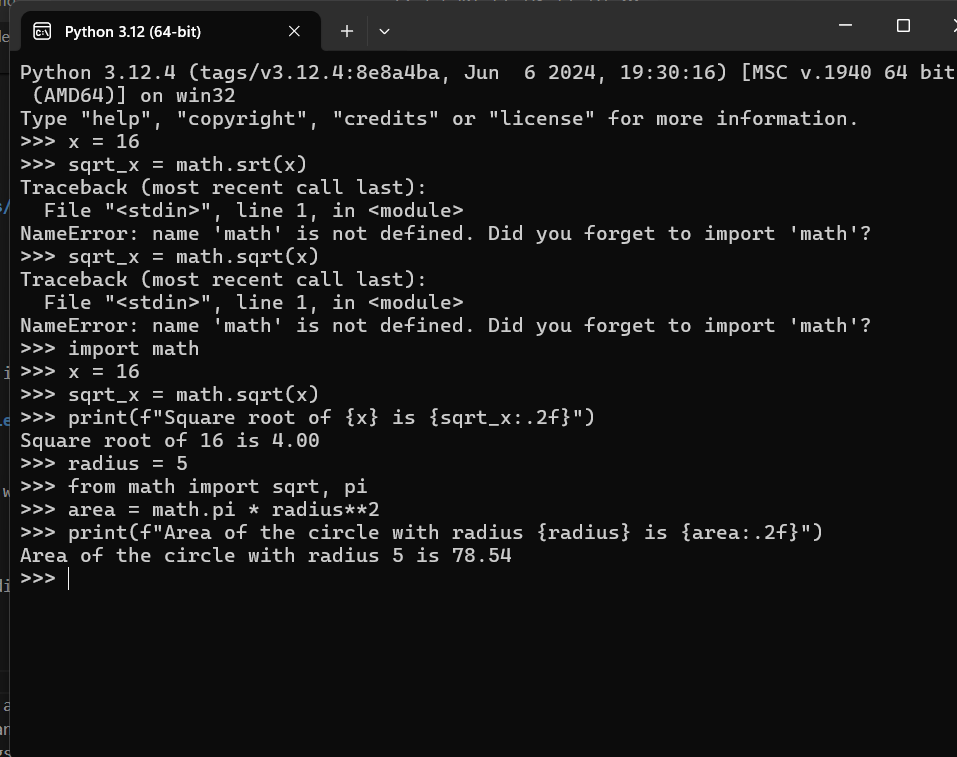 Python 3.12 (64-bit)
Python 3.12.4 (tags/v3.12.4:8e8a4ba, Jun  6 2024, 19:30:16) [MSC v.1940 64 bit
 (AMD64)] on win32
Type "help", "copyright", "credits" or "license" for more information.
>>> x = 16
>>> sqrt_x = math.srt(x)
Traceback (most recent call last):
  File "<stdin>", line 1, in <module>
NameError: name 'math' is not defined. Did you forget to import 'math'?
>>> sqrt_x = math.sqrt(x)
Traceback (most recent call last):
  File "<stdin>", line 1, in <module>
NameError: name 'math' is not defined. Did you forget to import 'math'?
>>> import math
>>> x = 16
>>> sqrt_x = math.sqrt(x)
>>> print(f"Square root of {x} is {sqrt_x:.2f}")
Square root of 16 is 4.00
>>> radius = 5
>>> from math import sqrt, pi
>>> area = math.pi * radius**2
>>> print(f"Area of the circle with radius {radius} is {area:.2f}")
Area of the circle with radius 5 is 78.54
>>>